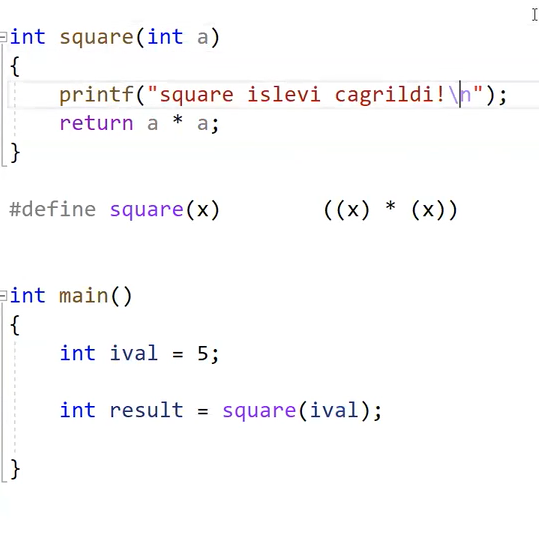 int square(int a)
{
printf("square islevi cagrildi!\n");
return a * a;
}
#define square(x) ((x) * (x))
int main()
{
int ival = 5;
int result = square(ival);
}